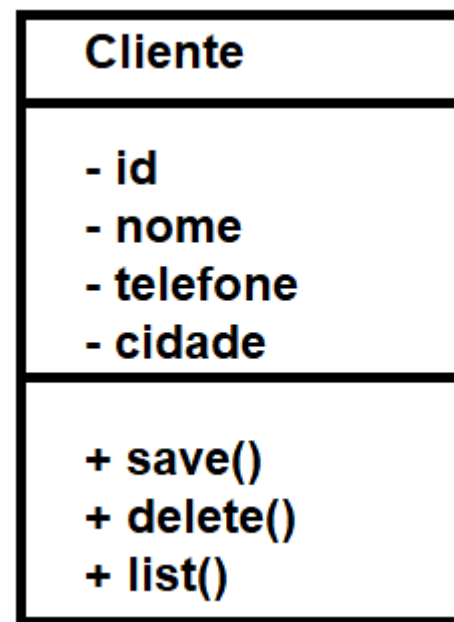 Cliente
- id
- nome
- telefone
- cidade
+ save()
+ delete()
+ list()